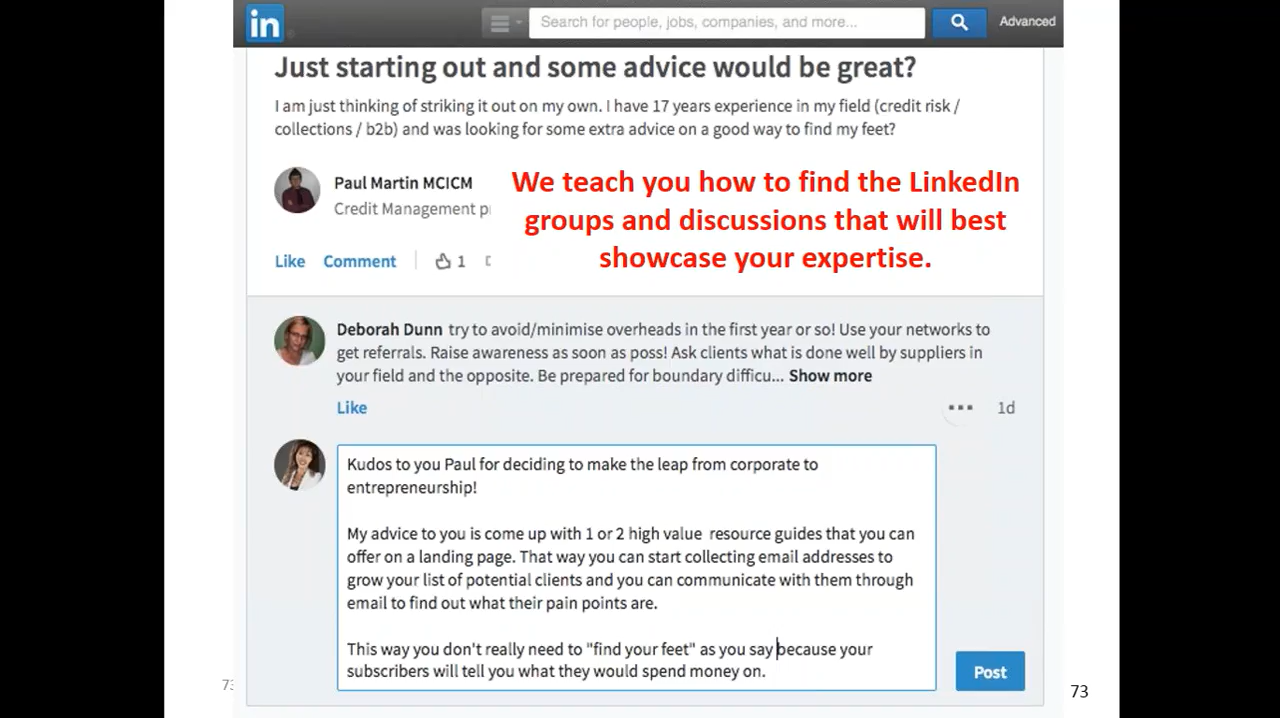 in
Search for people, jobs, companies, and more...
Advanced
Just starting out and some advice would be great?
I am just thinking of striking it out on my own. I have 17 years experience in my field (credit risk /
collections / b2b) and was looking for some extra advice on a good way to find my feet?
Paul Martin MCICM
Credit Management
We teach you how to find the LinkedIn
groups and discussions that will best
showcase your expertise.
Like Comment 1
Deborah Dunn try to avoid/minimise overheads in the first year or so! Use your networks to
get referrals. Raise awareness as soon as poss! Ask clients what is done well by suppliers in
your field and the opposite. Be prepared for boundary difficu... Show more
Like ... 1d
Kudos to you Paul for deciding to make the leap from corporate to
entrepreneurship!
My advice to you is come up with 1 or 2 high value resource guides that you can
offer on a landing page. That way you can start collecting email addresses to
grow your list of potential clients and you can communicate with them through
email to find out what their pain points are.
This way you don't really need to "find your feet" as you say because your
subscribers will tell you what they would spend money on.
Post
73
73